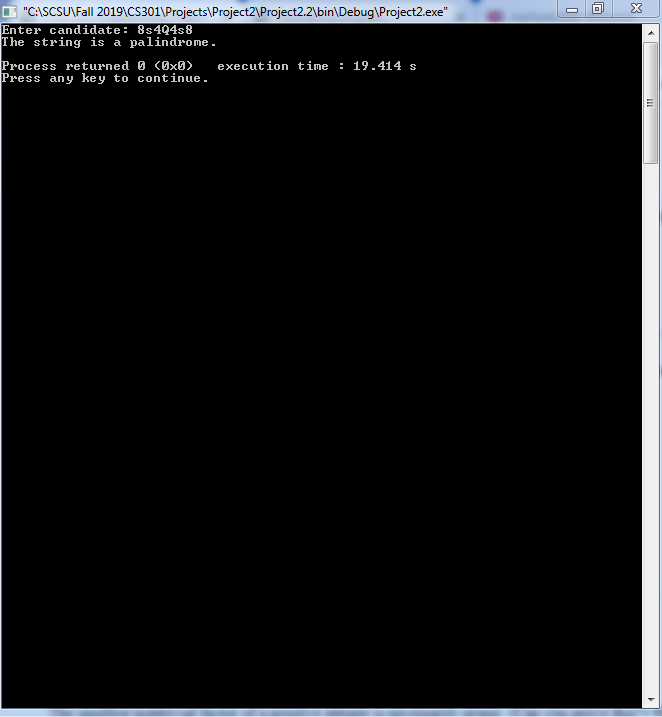 "C:\SCSU\Fall 2019\CS301\Projects\Project2\Project2.2\bin\Debug\Project2.exe"
Enter candidate: 8s4Q4s8
The string is a palindrome.
Process returned 0 (0x0)   execution time : 19.414 s
Press any key to continue.